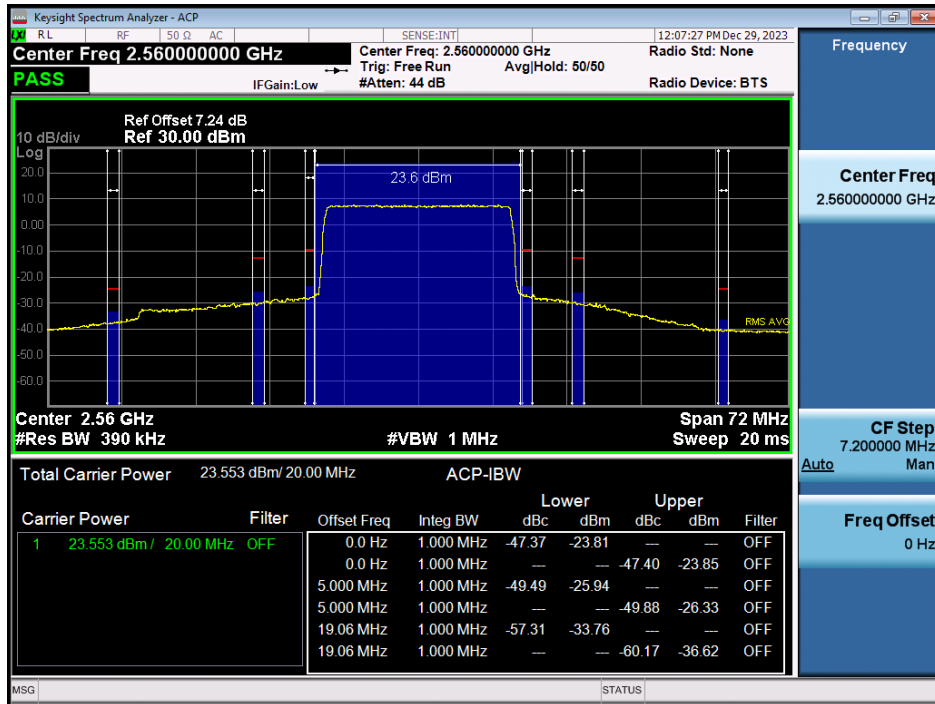 Keysight Spectrum Analyzer - ACP
LXI RL RF 50 Ω AC SENSE:INT 12:07:27 PM Dec 29, 2023
Center Freq 2.560000000 GHz
Center Freq: 2.560000000 GHz Radio Std: None
Trig: Free Run Avg|Hold: 50/50
PASS
IFGain:Low #Atten: 44 dB Radio Device: BTS
Ref Offset 7.24 dB
10 dB/div Ref 30.00 dBm
Log
20.0
10.0
0.00
-10.0
-20.0
-30.0
-40.0
-50.0
-60.0
23.6 dBm
RMS AVG
Center 2.56 GHz Span 72 MHz
#Res BW 390 kHz #VBW 1 MHz Sweep 20 ms
Total Carrier Power 23.553 dBm/ 20.00 MHz ACP-IBW
Lower Upper
Carrier Power Filter Offset Freq Integ BW dBc dBm dBc dBm Filter
1 23.553 dBm / 20.00 MHz OFF
0.0 Hz 1.000 MHz -47.37 -23.81 --- --- OFF
0.0 Hz 1.000 MHz --- --- -47.40 -23.85 OFF
5.000 MHz 1.000 MHz -49.49 -25.94 --- --- OFF
5.000 MHz 1.000 MHz --- --- -49.88 -26.33 OFF
19.06 MHz 1.000 MHz -57.31 -33.76 --- --- OFF
19.06 MHz 1.000 MHz --- --- -60.17 -36.62 OFF
MSG STATUS
Frequency
Center Freq
2.560000000 GHz
CF Step
7.200000 MHz
Auto Man
Freq Offset
0 Hz